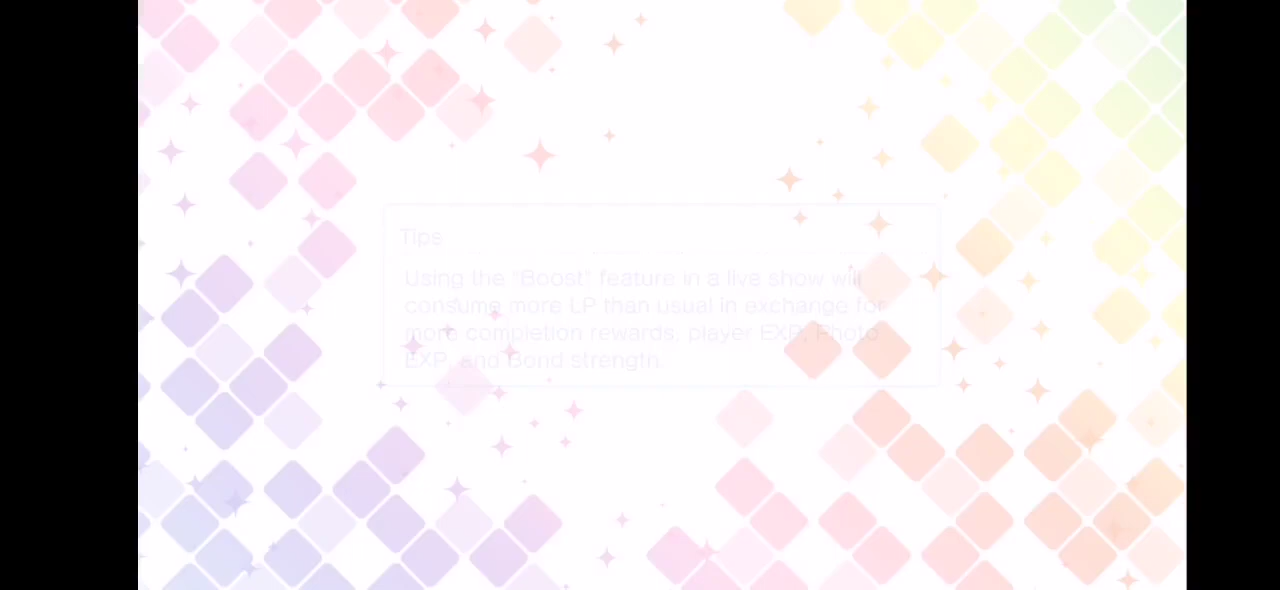 Tips
Using the "Boost" feature in a live show will
consume more LP than usual in exchange for
more completion rewards, player EXP, Photo
EXP, and Bond strength.